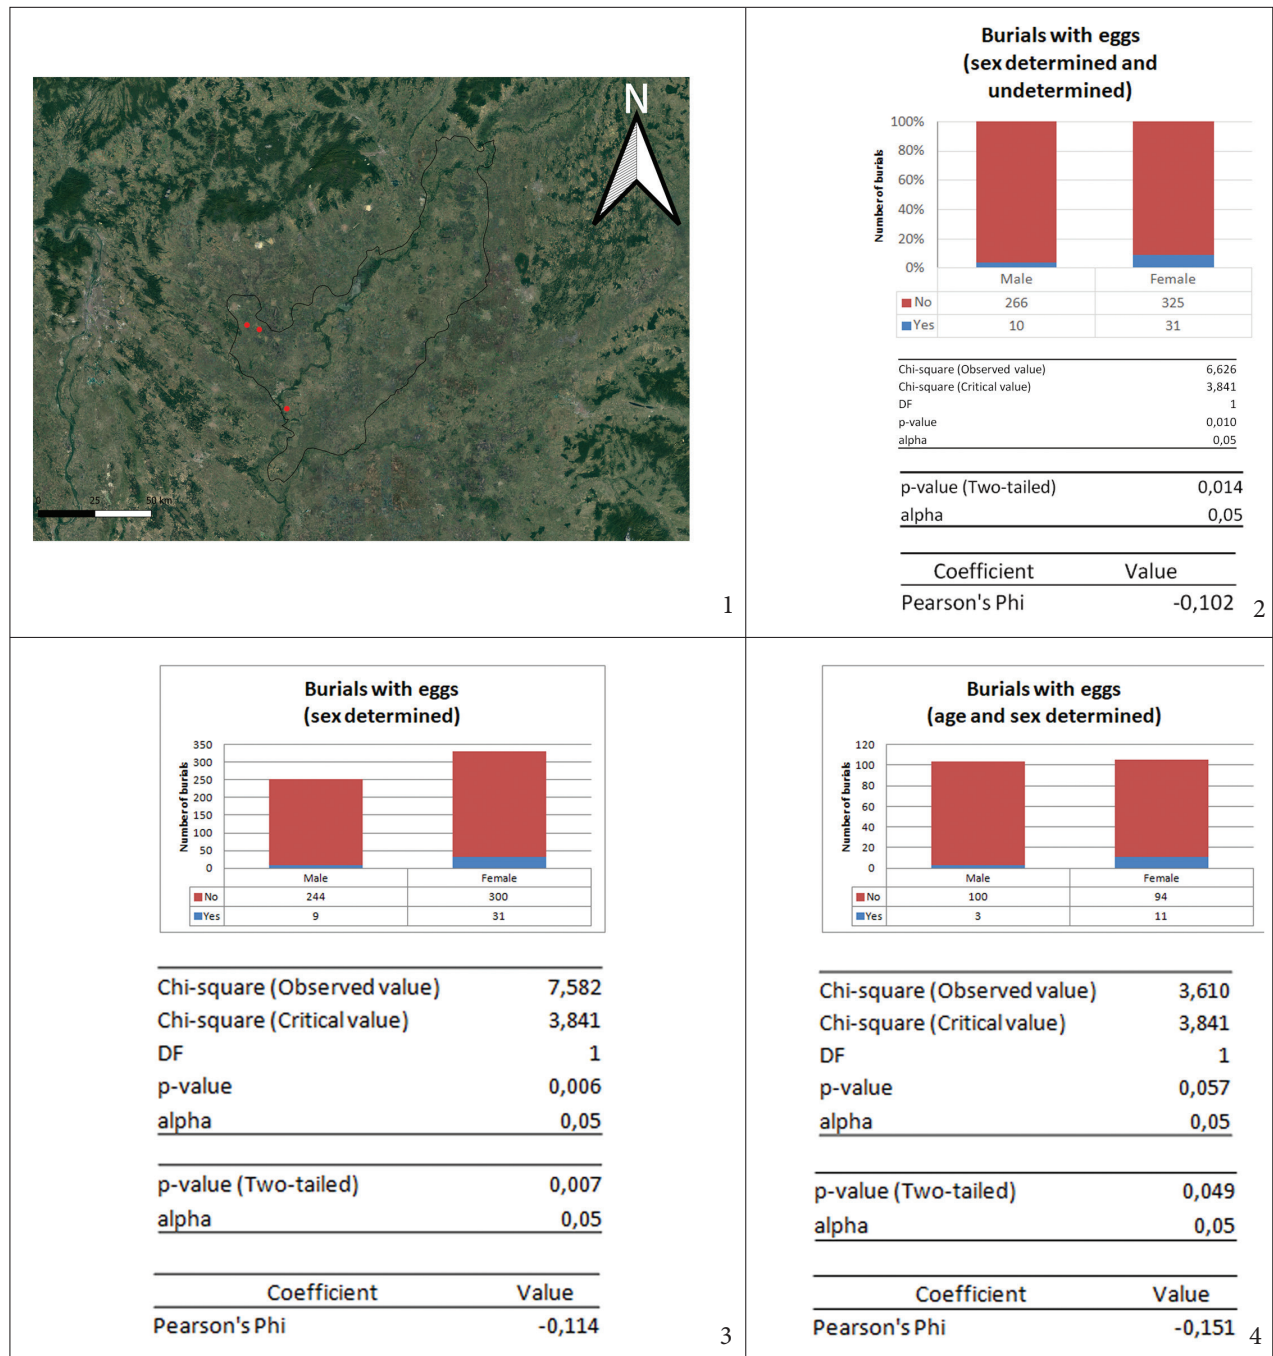 N
0 25 50 km
1
Burials with eggs
(sex determined and
undetermined)
100%
80%
60%
40%
20%
0%
Number of burials
Male Female
No 266 325
Yes 10 31
Chi-square (Observed value) 6,626
Chi-square (Critical value) 3,841
DF 1
p-value 0,010
alpha 0,05
p-value (Two-tailed) 0,014
alpha 0,05
Coefficient Value
Pearson's Phi -0,102
2
Burials with eggs
(sex determined)
350
300
250
200
150
100
50
0
Number of burials
Male Female
No 244 300
Yes 9 31
Chi-square (Observed value) 7,582
Chi-square (Critical value) 3,841
DF 1
p-value 0,006
alpha 0,05
p-value (Two-tailed) 0,007
alpha 0,05
Coefficient Value
Pearson's Phi -0,114
3
Burials with eggs
(age and sex determined)
120
100
80
60
40
20
0
Number of burials
Male Female
No 100 94
Yes 3 11
Chi-square (Observed value) 3,610
Chi-square (Critical value) 3,841
DF 1
p-value 0,057
alpha 0,05
p-value (Two-tailed) 0,049
alpha 0,05
Coefficient Value
Pearson's Phi -0,151
4